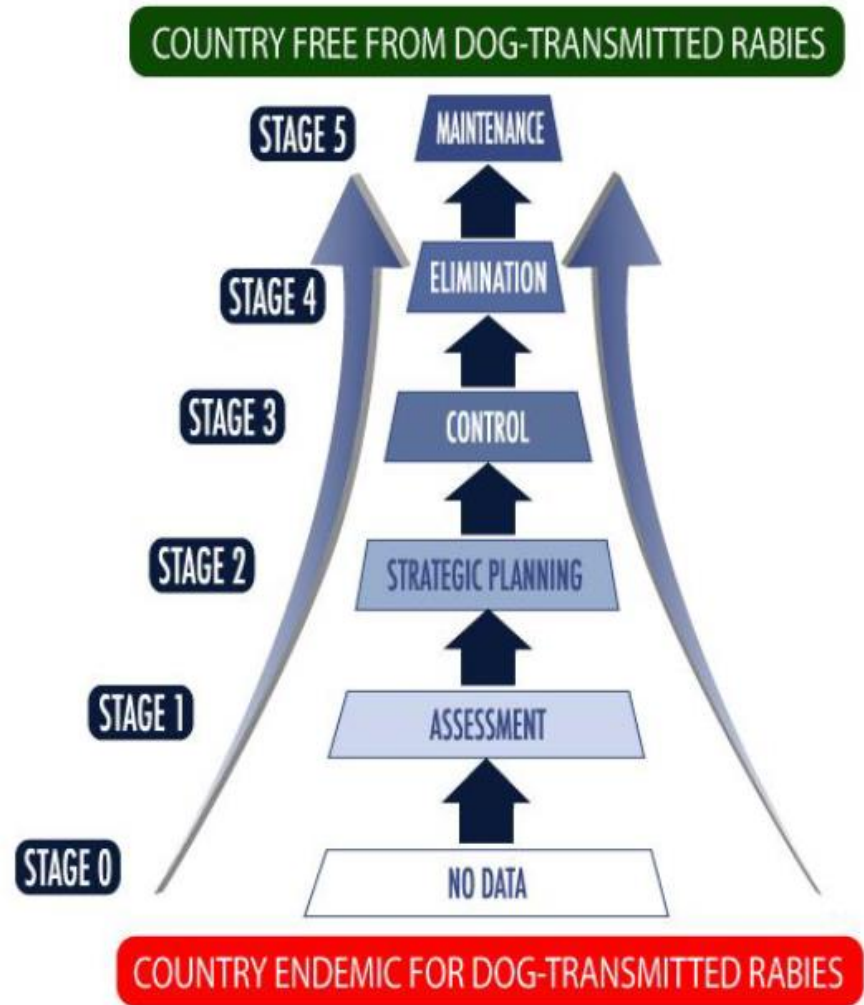 COUNTRY FREE FROM DOG-TRANSMITTED RABIES
STAGE 5
MAINTENANCE
STAGE 4
ELIMINATION
STAGE 3
CONTROL
STAGE 2
STRATEGIC PLANNING
STAGE 1
ASSESSMENT
STAGE 0
NO DATA
COUNTRY ENDEMIC FOR DOG-TRANSMITTED RABIES